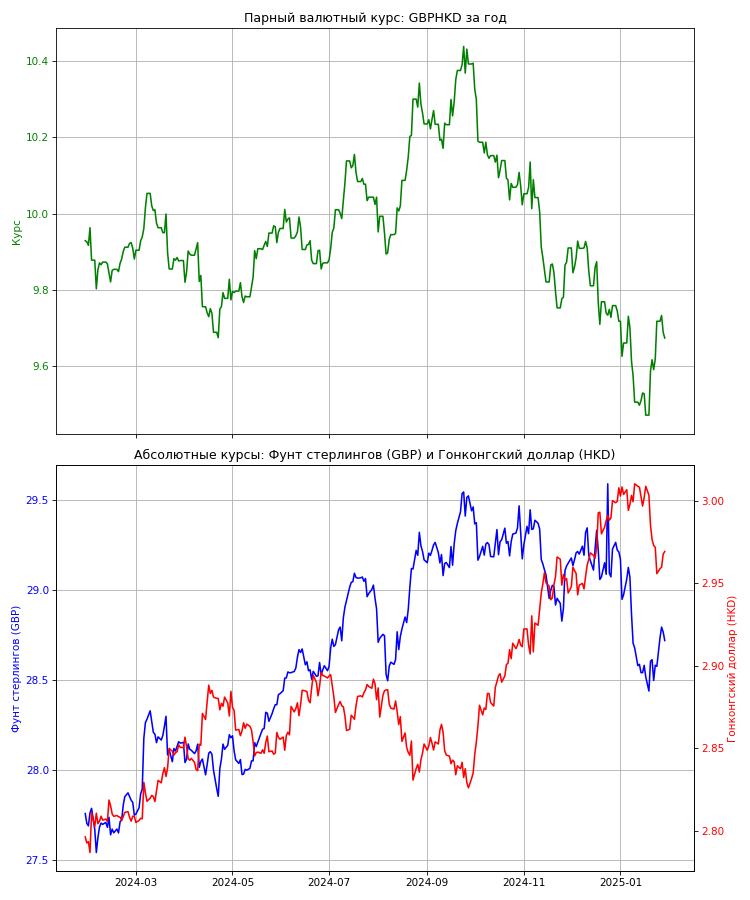 Парный валютный курс: GBPHKD за год
Курс
10.4
10.2
10.0
9.8
9.6
Абсолютные курсы: Фунт стерлингов (GBP) и Гонконгский доллар (HKD)
Фунт стерлингов (GBP)
29.5
29.0
28.5
28.0
27.5
3.00
2.95
2.90
2.85
2.80
Гонконгский доллар (HKD)
2024-03 2024-05 2024-07 2024-09 2024-11 2025-01